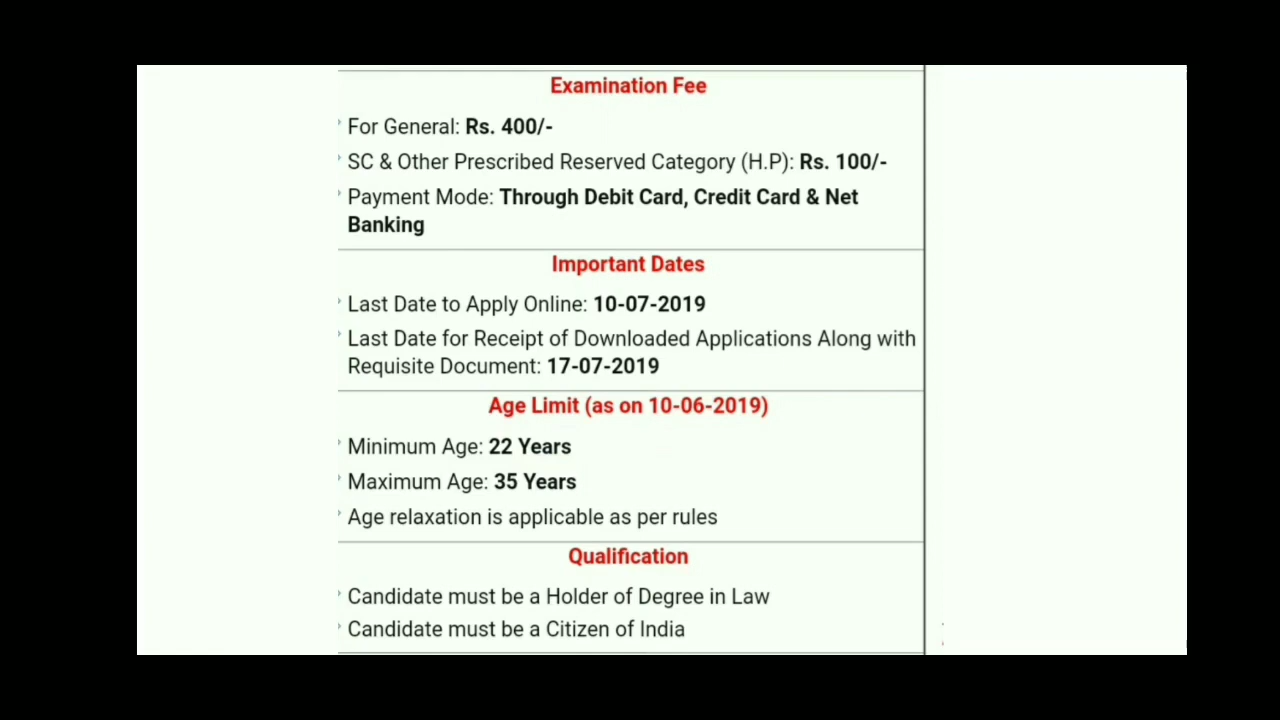 Examination Fee
For General: Rs. 400/-
SC & Other Prescribed Reserved Category (H.P): Rs. 100/-
Payment Mode: Through Debit Card, Credit Card & Net
Banking
Important Dates
Last Date to Apply Online: 10-07-2019
Last Date for Receipt of Downloaded Applications Along with
Requisite Document: 17-07-2019
Age Limit (as on 10-06-2019)
Minimum Age: 22 Years
Maximum Age: 35 Years
Age relaxation is applicable as per rules
Qualification
Candidate must be a Holder of Degree in Law
Candidate must be a Citizen of India